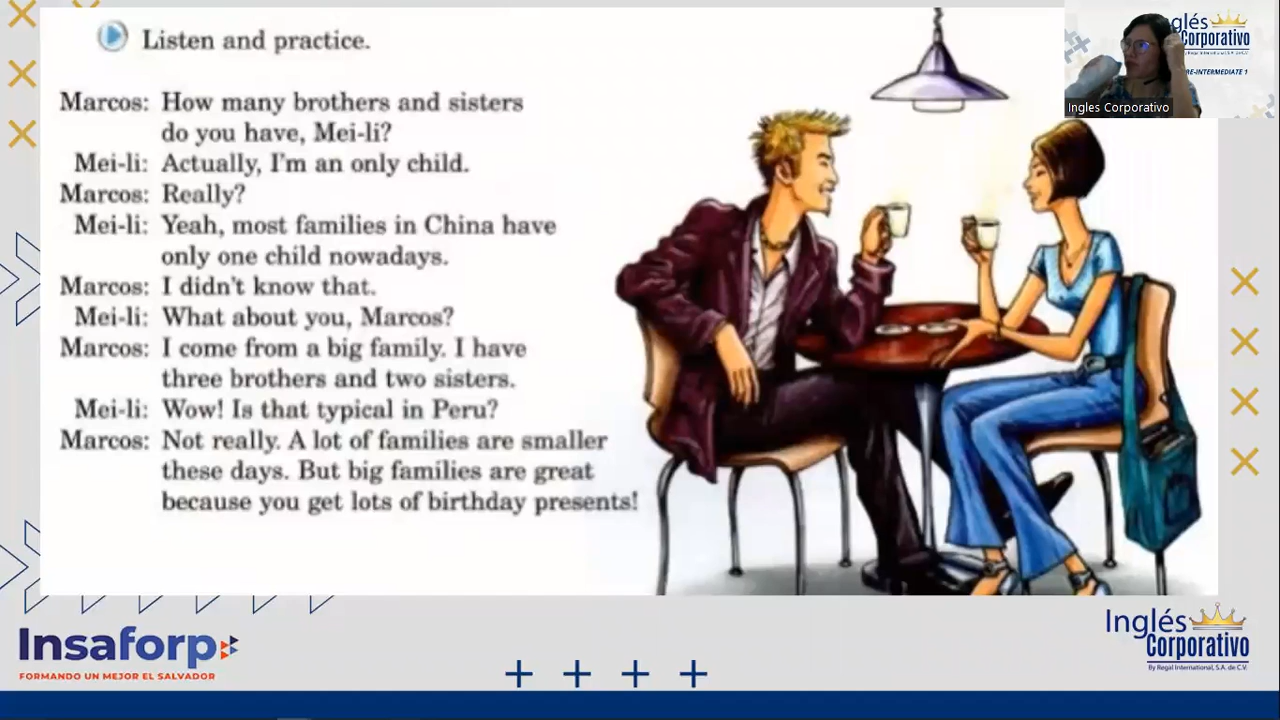 Listen and practice.
Marcos: How many brothers and sisters
do you have, Mei-li?
Mei-li: Actually, I'm an only child.
Marcos: Really?
Mei-li: Yeah, most families in China have
only one child nowadays.
Marcos: I didn't know that.
Mei-li: What about you, Marcos?
Marcos: I come from a big family. I have
three brothers and two sisters.
Mei-li: Wow! Is that typical in Peru?
Marcos: Not really. A lot of families are smaller
these days. But big families are great
because you get lots of birthday presents!
glés
Corporativo
RE-INTERMEDIATE 1
Ingles Corporativo
Insaforp
FORMANDO UN MEJOR EL SALVADOR
Inglés
Corporativo
By Regal International, S.A. de C.V.